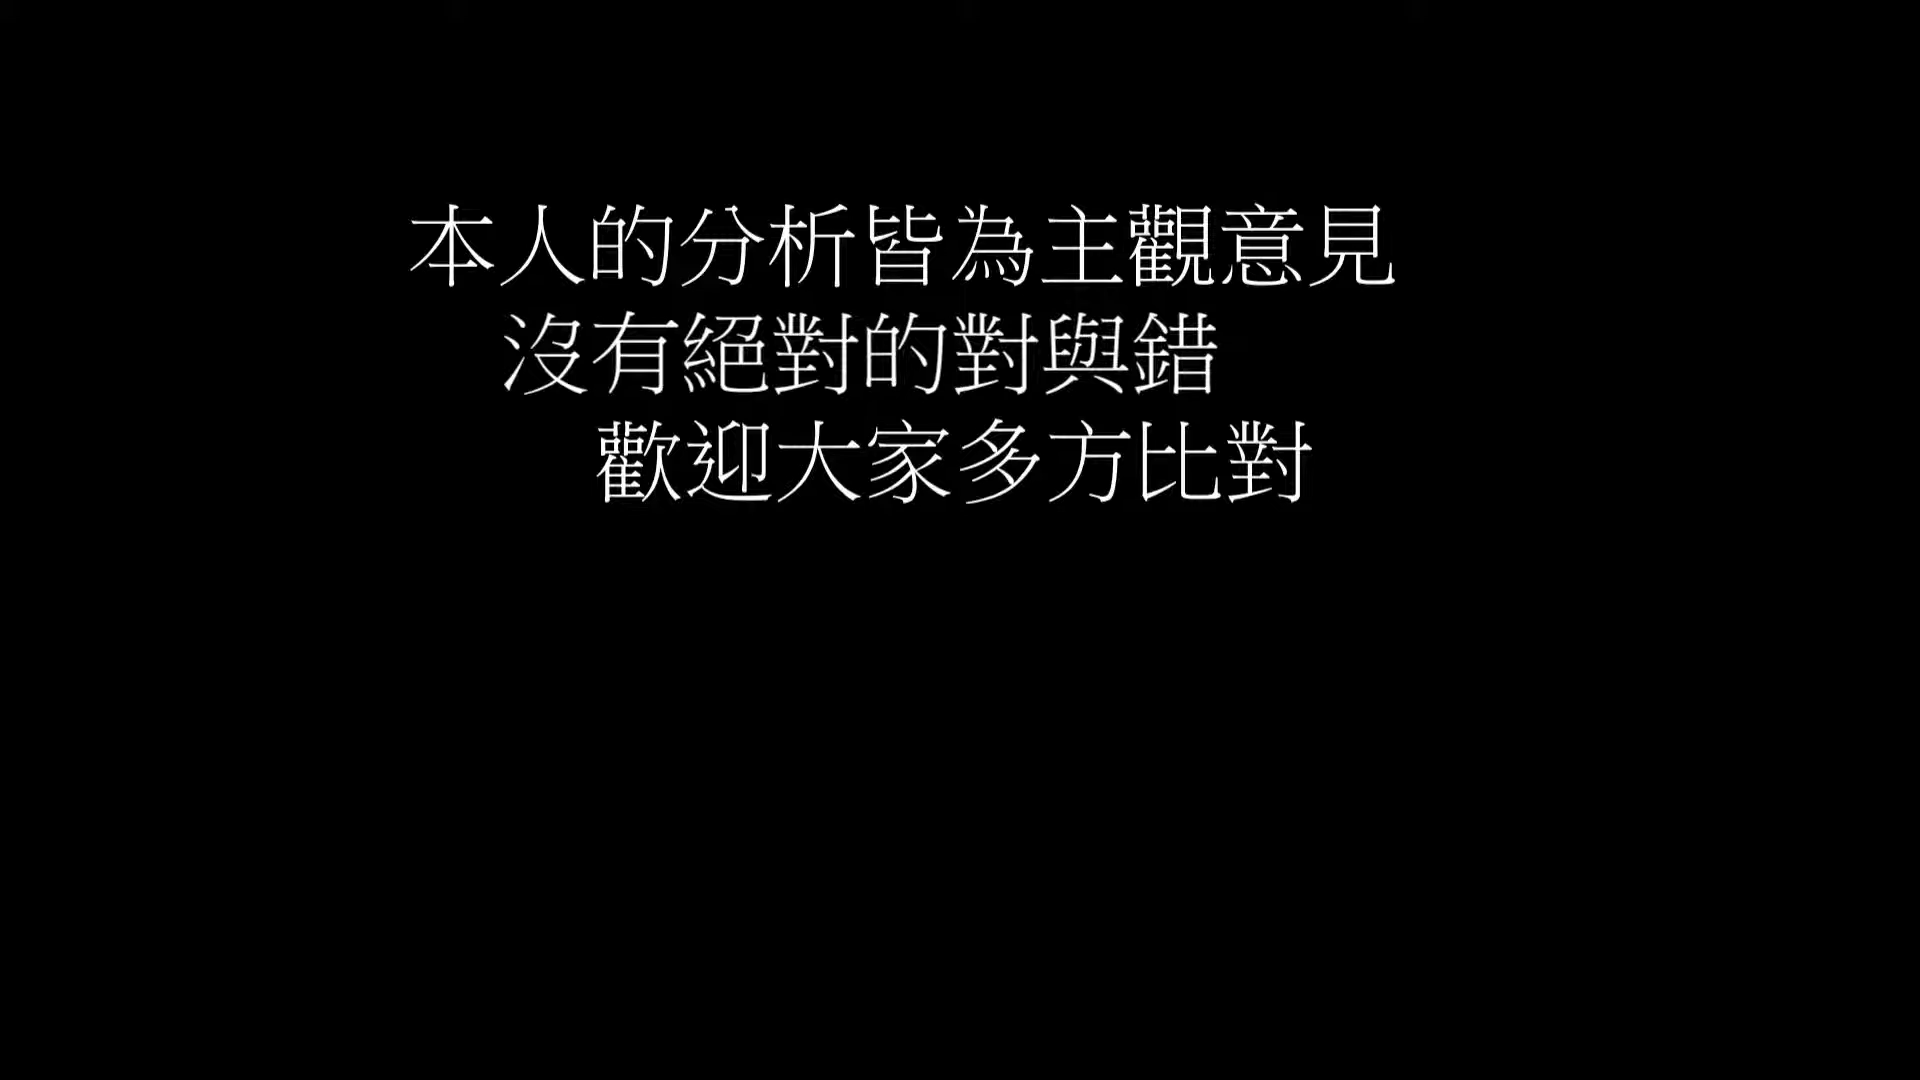 本人的分析皆為主觀意見
沒有絕對的對與錯
歡迎大家多方比對